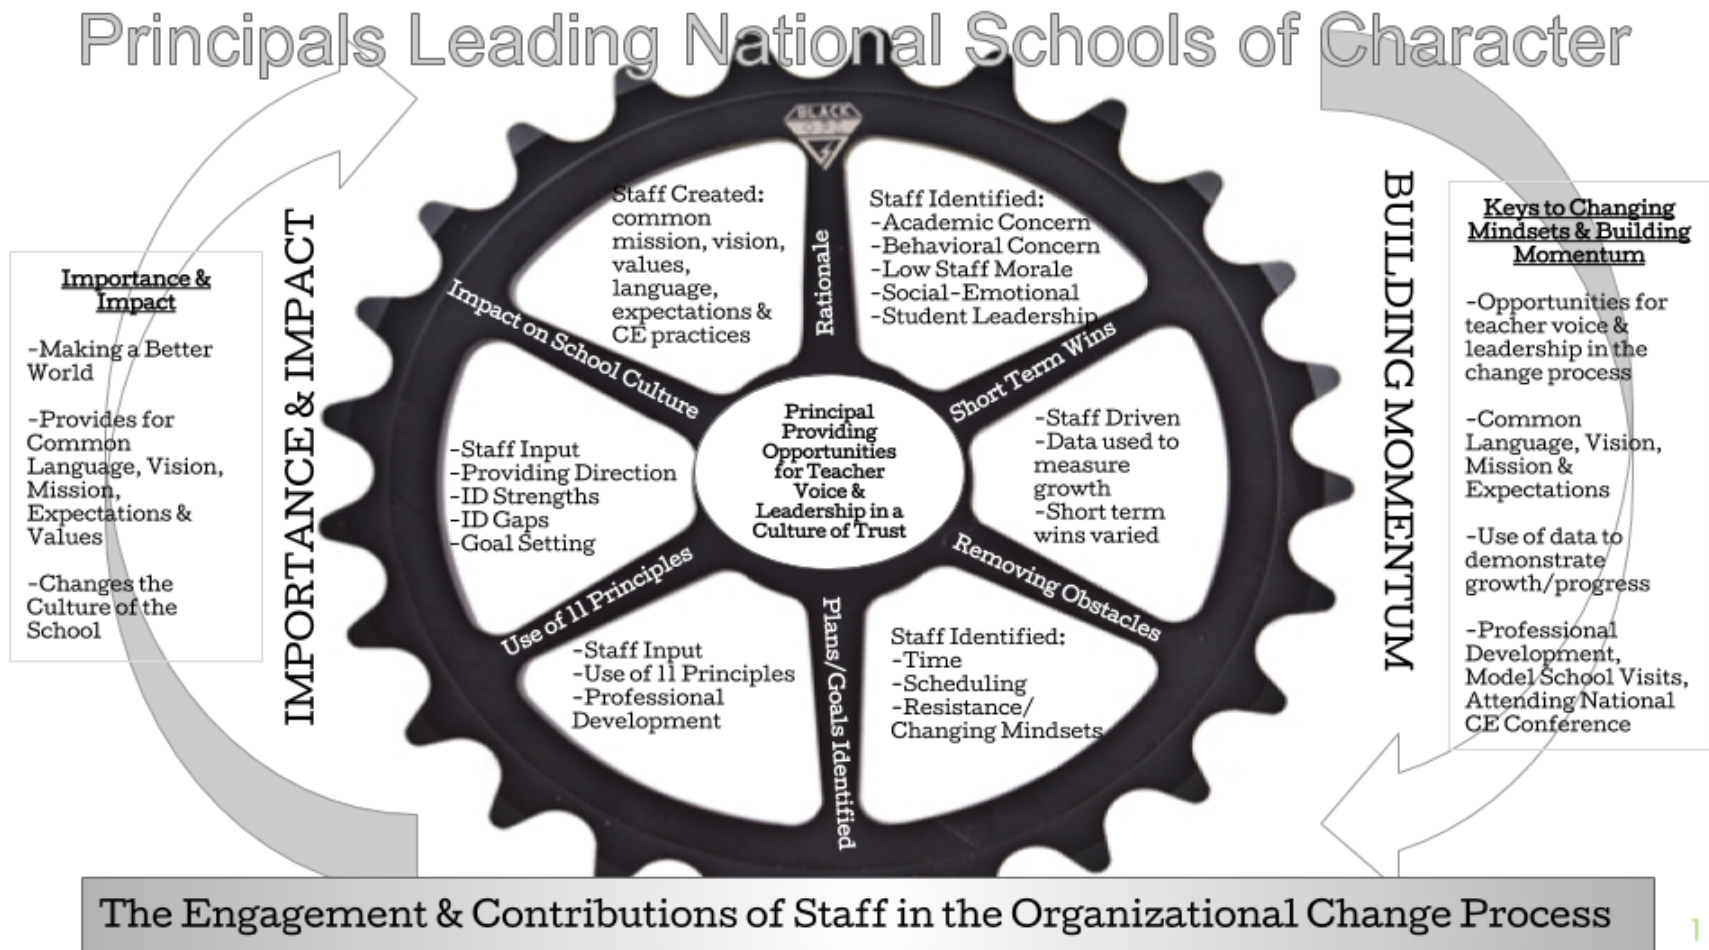 Principals Leading National Schools of Character
BLACK
Importance &
Impact
-Making a Better
World
-Provides for
Common
Language, Vision,
Mission,
Expectations &
Values
-Changes the
Culture of the
School
IMPORTANCE & IMPACT
Impact on School Culture
Staff Created:
common
mission, vision,
values,
language,
expectations &
CE practices
Rationale
Staff Identified:
-Academic Concern
-Behavioral Concern
-Low Staff Morale
-Social-Emotional
-Student Leadership
Short Term Wins
-Staff Input
-Providing Direction
-ID Strengths
-ID Gaps
-Goal Setting
Principal
Providing
Opportunities
for Teacher
Voice &
Leadership in a
Culture of Trust
-Staff Driven
-Data used to
measure
growth
-Short term
wins varied
Use of 11 Principles
-Staff Input
-Use of 11 Principles
-Professional
Development
Plans/Goals Identified
Staff Identified:
-Time
-Scheduling
-Resistance/
Changing Mindsets
Removing Obstacles
BUILDING MOMENTUM
Keys to Changing
Mindsets & Building
Momentum
-Opportunities for
teacher voice &
leadership in the
change process
-Common
Language, Vision,
Mission &
Expectations
-Use of data to
demonstrate
growth/progress
-Professional
Development,
Model School Visits,
Attending National
CE Conference
The Engagement & Contributions of Staff in the Organizational Change Process
1